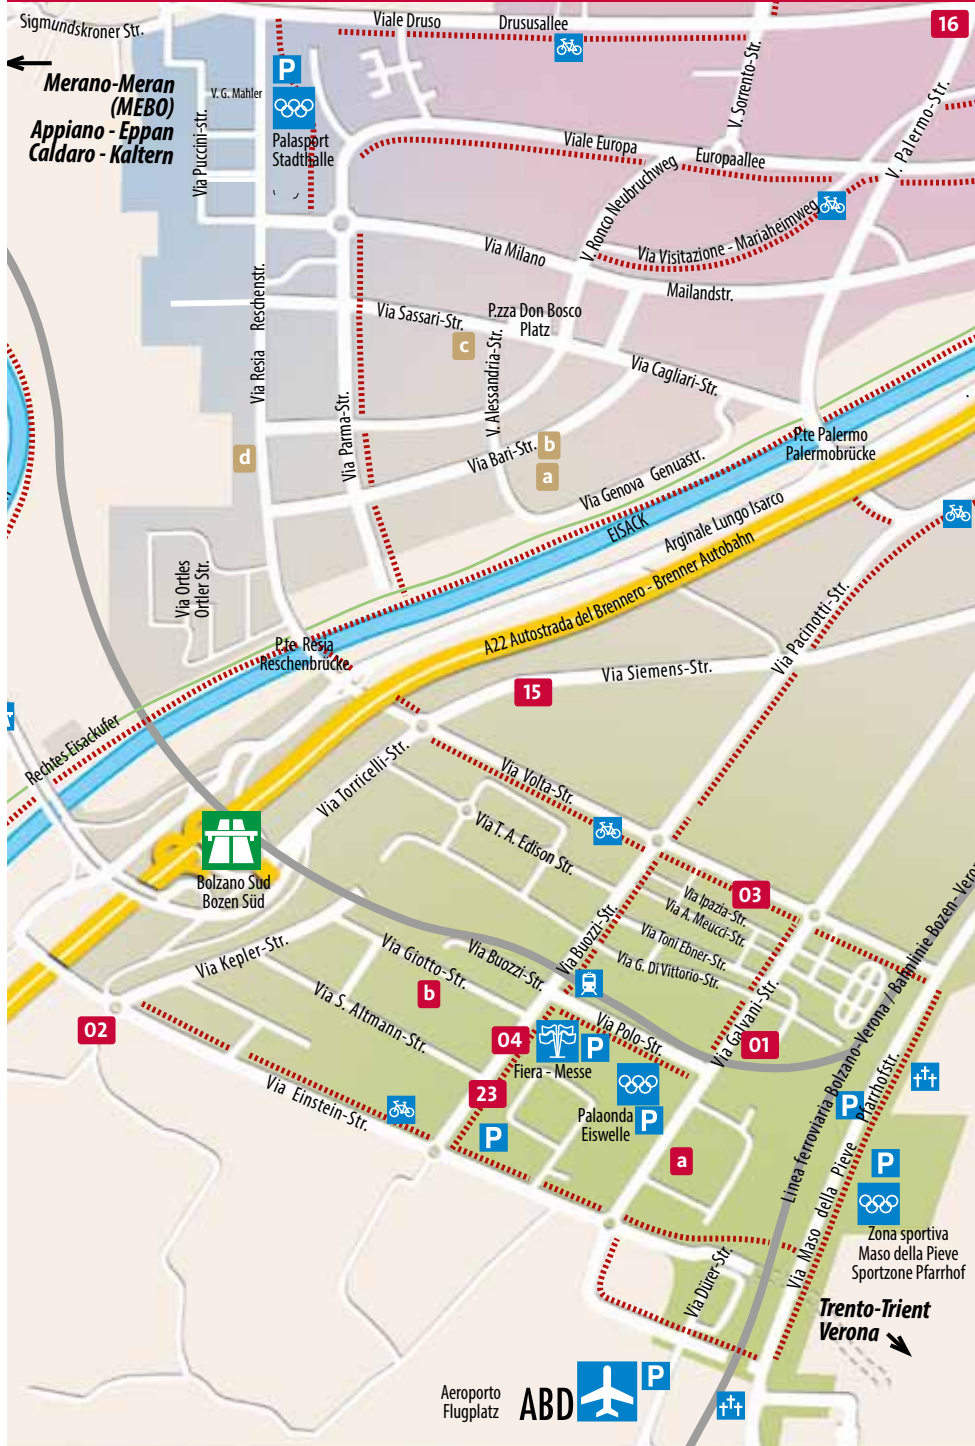 Sigmundskroner Str.
Viale Druso
Drususallee
16
Merano-Meran
(MEBO)
Appiano - Eppan
Caldaro - Kaltern
V. G. Mahler
P
Palasport
Stadthalle
Via Puccini-str.
V. Sorrento-Str.
V. Palermo-Str.
Viale Europa
Europaallee
V. Ronco Neubruchweg
Via Visitazione - Mariaheimweg
Via Milano
Mailandstr.
Via Resia Reschenstr.
Via Sassari-Str.
P.zza Don Bosco
Platz
c
V. Alessandria-Str.
Via Cagliari-Str.
Via Parma-Str.
d
Via Bari-Str.
b
a
P.te Palermo
Palermobrücke
Via Genova Genuastr.
EISACK
Arginale Lungo Isarco
A22 Autostrada del Brennero - Brenner Autobahn
Via Ortles
Ortler Str.
P.te Resia
Reschenbrücke
Via Pacinotti-Str.
Via Siemens-Str.
15
Rechtes Eisackufer
Via Torricelli-Str.
Via Volta-Str.
Via T. A. Edison Str.
Bolzano Sud
Bozen Süd
03
Via Ipazia-Str.
Via A. Meucci-Str.
Via Toni Ebner-Str.
Via G. Di Vittorio-Str.
Via Buozzi-Str.
Via Buozzi-Str.
Via Kepler-Str.
Via Giotto-Str.
b
Via S. Altmann-Str.
02
04
Fiera - Messe
P
Via Polo-Str.
Via Galvani-Str.
01
23
P
Palaonda
Eiswelle
P
a
Via Einstein-Str.
Linea ferroviaria Bolzano-Verona / Bahnlinie Bozen-Verona
Via Maso della Pieve Pfarrhofstr.
P
P
Zona sportiva
Maso della Pieve
Sportzone Pfarrhof
Via Dürer-Str.
Trento-Trient
Verona
Aeroporto
Flugplatz
ABD
P